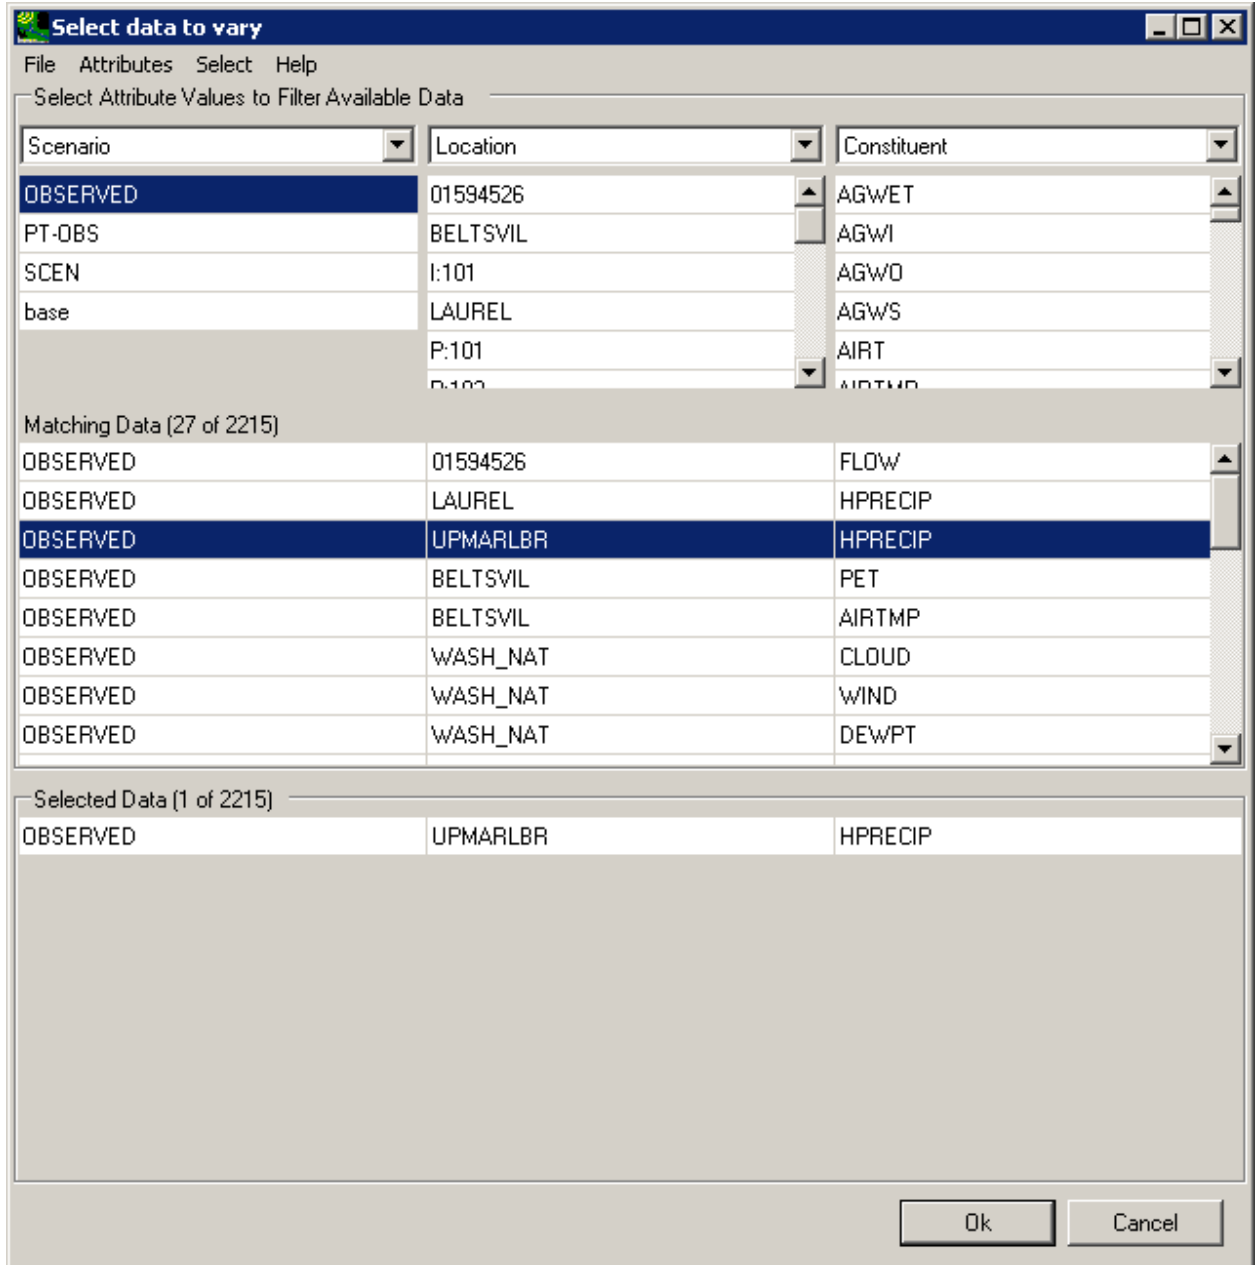 Select data to vary
File Attributes Select Help
Select Attribute Values to Filter Available Data
Scenario Location Constituent
OBSERVED 01594526 AGWET
PT-OBS BELTSVIL AGWI
SCEN I:101 AGWO
base LAUREL AGWS
P:101 AIRT
P:102 AIRTMP
Matching Data (27 of 2215)
OBSERVED 01594526 FLOW
OBSERVED LAUREL HPRECIP
OBSERVED UPMARLBR HPRECIP
OBSERVED BELTSVIL PET
OBSERVED BELTSVIL AIRTMP
OBSERVED WASH_NAT CLOUD
OBSERVED WASH_NAT WIND
OBSERVED WASH_NAT DEWPT
Selected Data (1 of 2215)
OBSERVED UPMARLBR HPRECIP
Ok Cancel